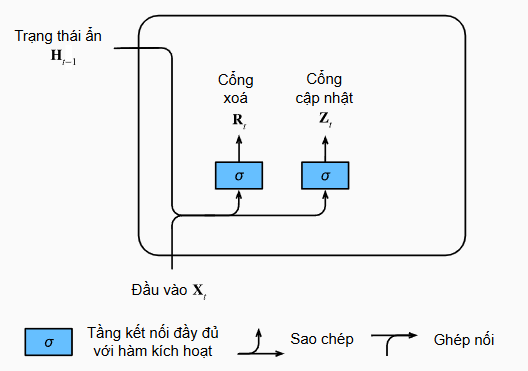 Trạng thái ẩn
H_{t−1}
Cổng
xoá
R_t
Cổng
cập nhật
Z_t
σ
σ
Đầu vào X_t
σ
Tầng kết nối đầy đủ
với hàm kích hoạt
Sao chép
Ghép nối